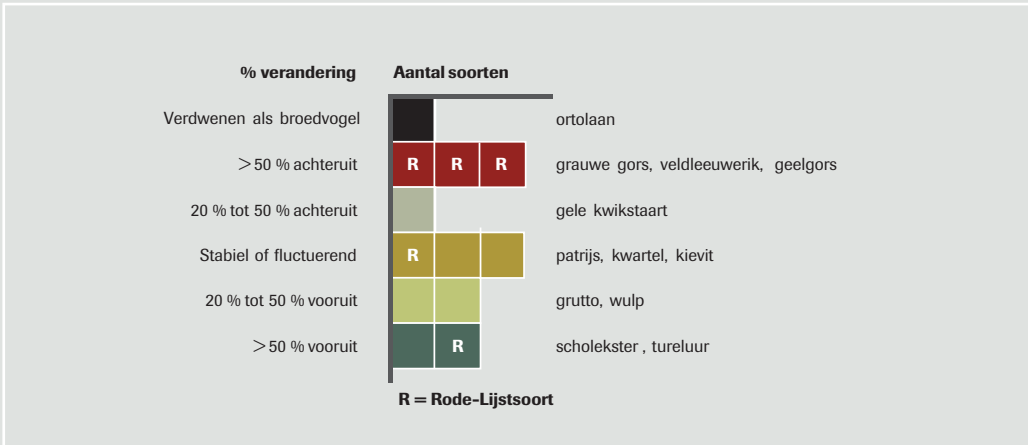 % verandering Aantal soorten
Verdwenen als broedvogel ortolaan
>50 % achteruit R R R grauwe gors, veldleeuwerik, geelgors
20 % tot 50 % achteruit gele kwikstaart
Stabiel of fluctuerend R patrijs, kwartel, kievit
20 % tot 50 % vooruit grutto, wulp
>50 % vooruit R scholekster , tureluur
R = Rode-Lijstsoort